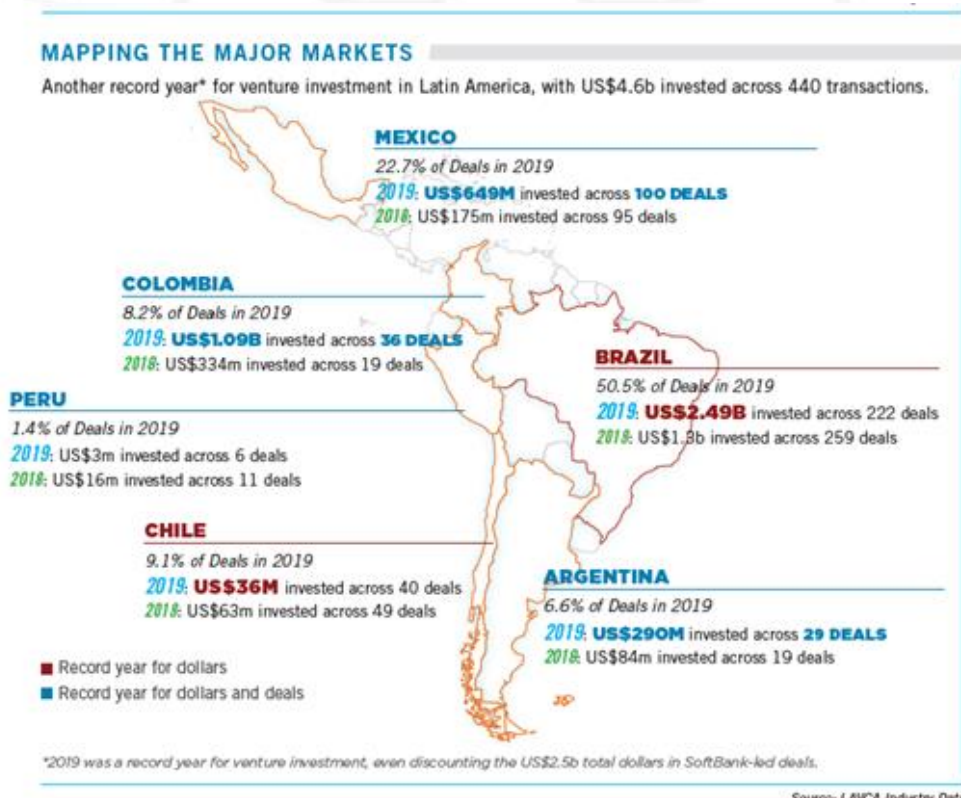 MAPPING THE MAJOR MARKETS
Another record year* for venture investment in Latin America, with US$4.6b invested across 440 transactions.
MEXICO
22.7% of Deals in 2019
2019: US$649M invested across 100 DEALS
2018: US$175m invested across 95 deals
COLOMBIA
8.2% of Deals in 2019
2019: US$1.09B invested across 36 DEALS
2018: US$334m invested across 19 deals
BRAZIL
50.5% of Deals in 2019
2019: US$2.49B invested across 222 deals
2018: US$1.3b invested across 259 deals
PERU
1.4% of Deals in 2019
2019: US$3m invested across 6 deals
2018: US$16m invested across 11 deals
CHILE
9.1% of Deals in 2019
2019: US$36M invested across 40 deals
2018: US$63m invested across 49 deals
ARGENTINA
6.6% of Deals in 2019
2019: US$290M invested across 29 DEALS
2018: US$84m invested across 19 deals
Record year for dollars
Record year for dollars and deals
*2019 was a record year for venture investment, even discounting the US$2.5b total dollars in SoftBank-led deals.
Source: LAVCA Industry Data